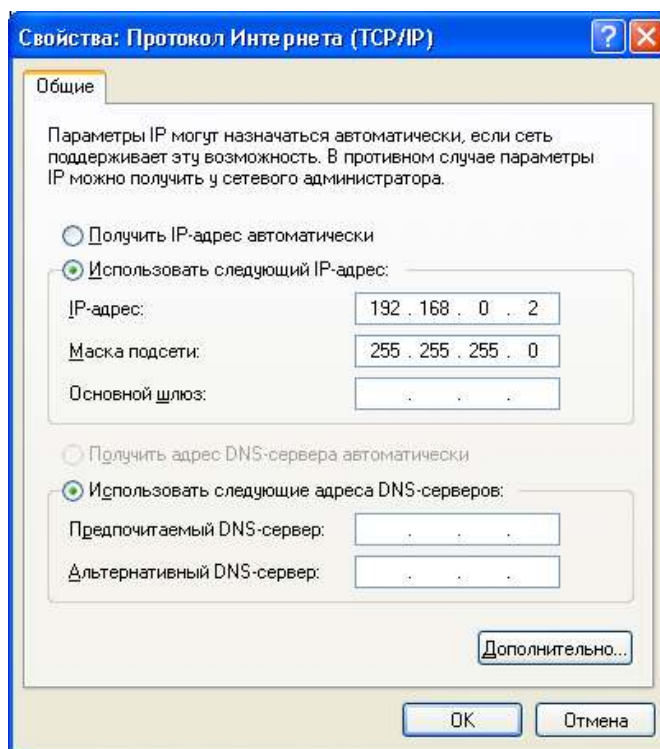 Свойства: Протокол Интернета (TCP/IP)
?
Общие
Параметры IP могут назначаться автоматически, если сеть
поддерживает эту возможность. В противном случае параметры
IP можно получить у сетевого администратора.
Получить IP-адрес автоматически
Использовать следующий IP-адрес:
IP-адрес: 192 . 168 . 0 . 2
Маска подсети: 255 . 255 . 255 . 0
Основной шлюз: . . .
Получить адрес DNS-сервера автоматически
Использовать следующие адреса DNS-серверов:
Предпочитаемый DNS-сервер: . . .
Альтернативный DNS-сервер: . . .
Дополнительно...
OK Отмена